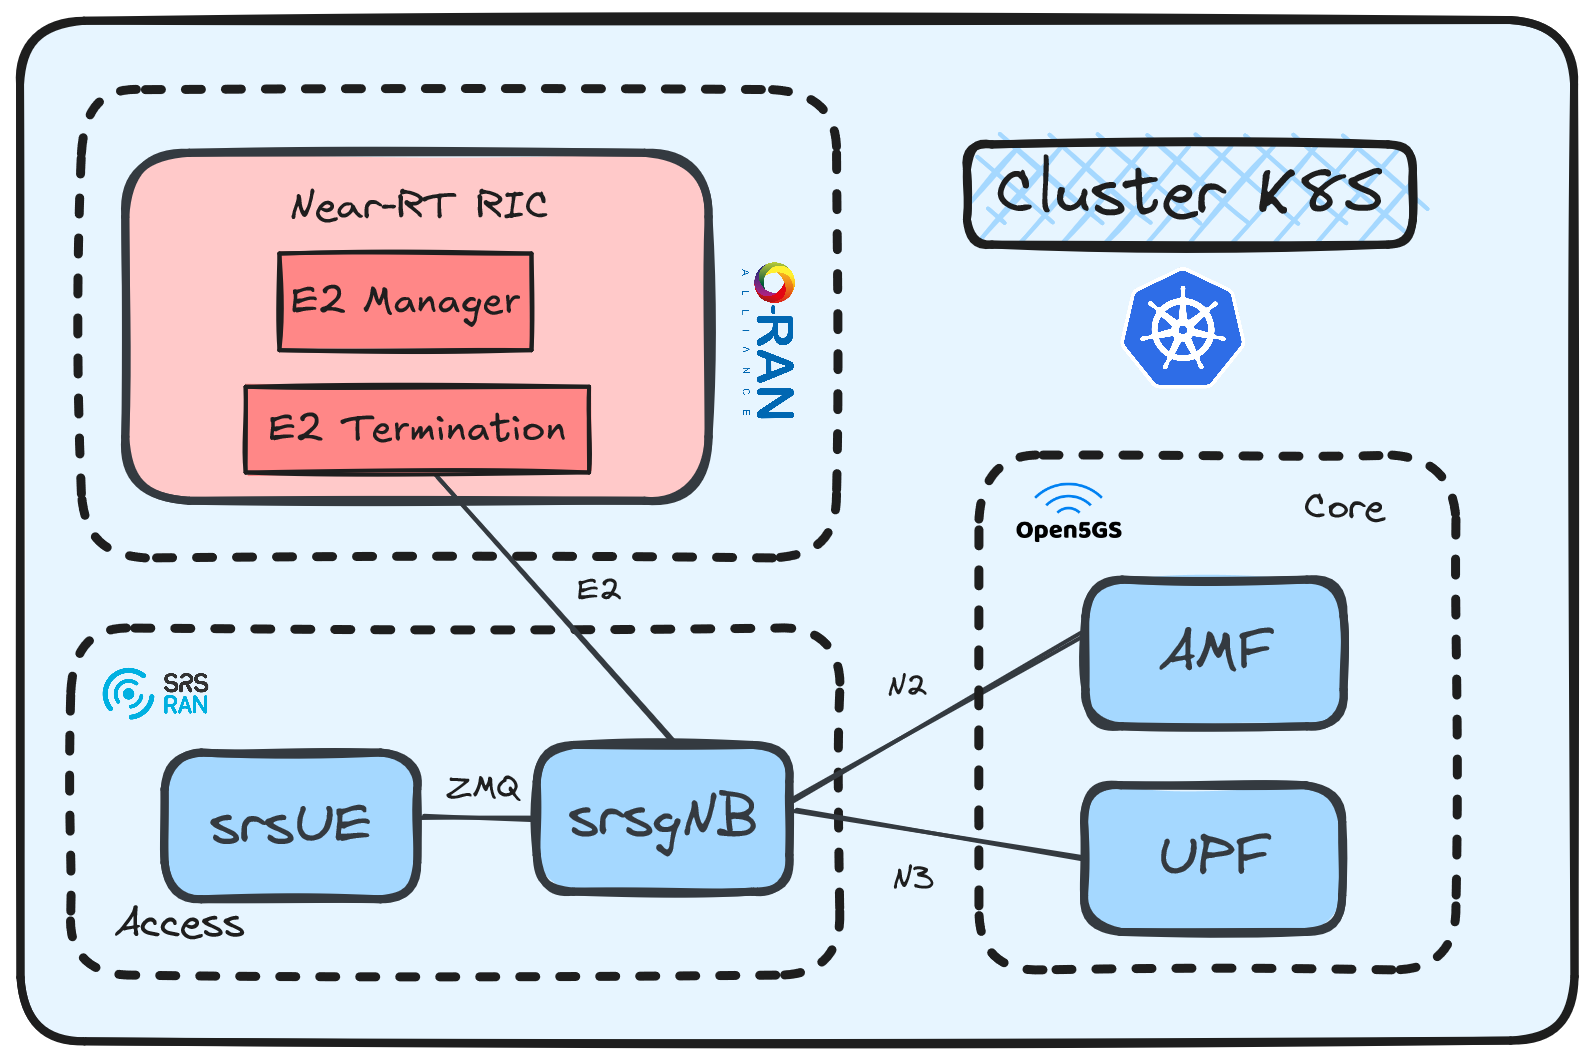 Near-RT RIC
E2 Manager
E2 Termination
O-RAN
ALLIANCE
Cluster K8S
E2
Open5GS
Core
AMF
UPF
N2
N3
SRS
RAN
srsUE
ZMQ
srsgNB
Access